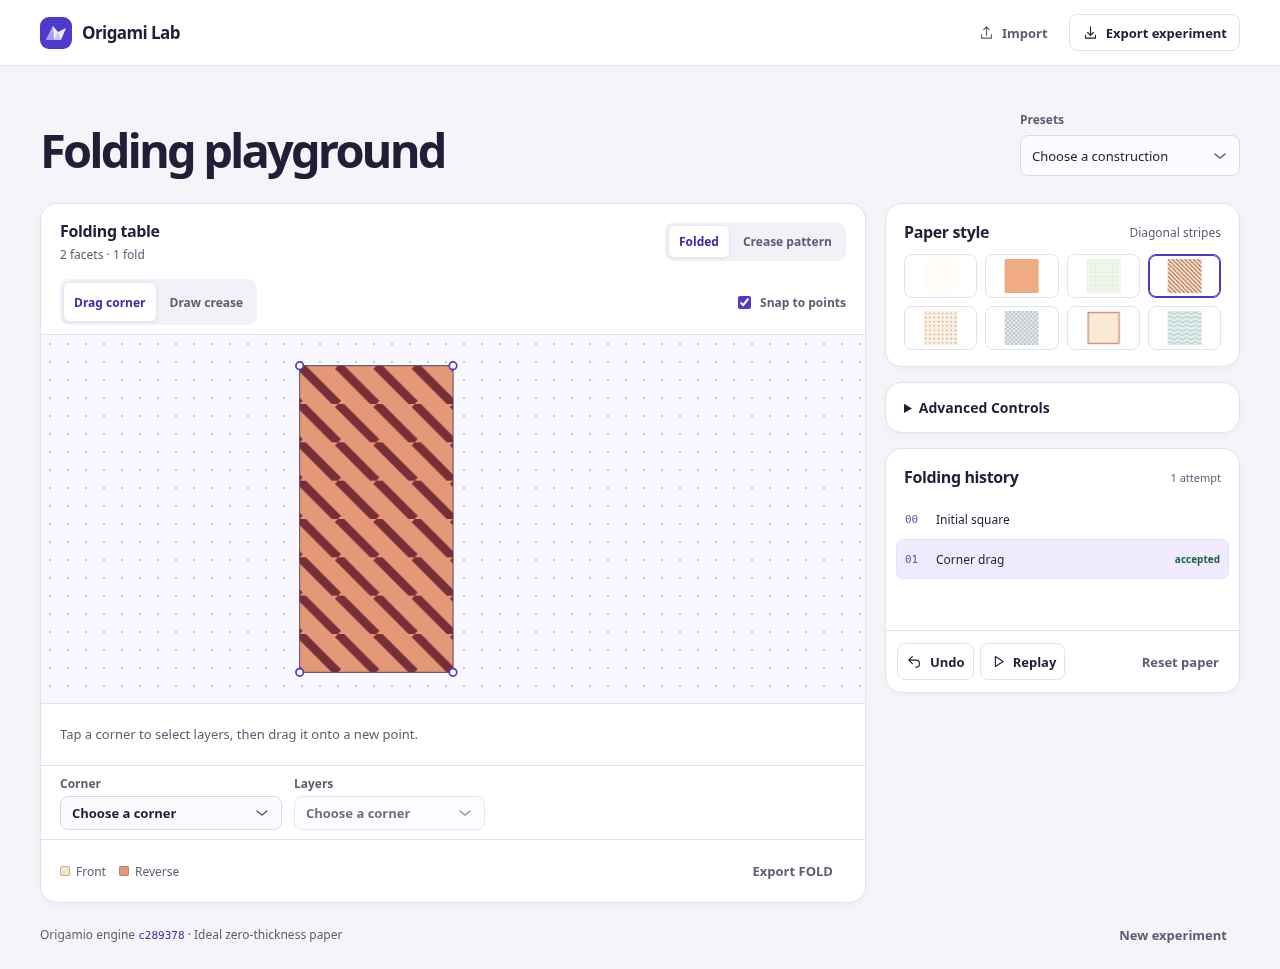 Origami Lab
Import
Export experiment
Folding playground
Presets
Choose a construction
Folding table
2 facets · 1 fold
Folded
Crease pattern
Drag corner
Draw crease
Snap to points
Tap a corner to select layers, then drag it onto a new point.
Corner
Layers
Choose a corner
Choose a corner
Front
Reverse
Export FOLD
Paper style
Diagonal stripes
Advanced Controls
Folding history
1 attempt
00 Initial square
01 Corner drag accepted
Undo
Replay
Reset paper
Origamio engine c289378 · Ideal zero-thickness paper
New experiment